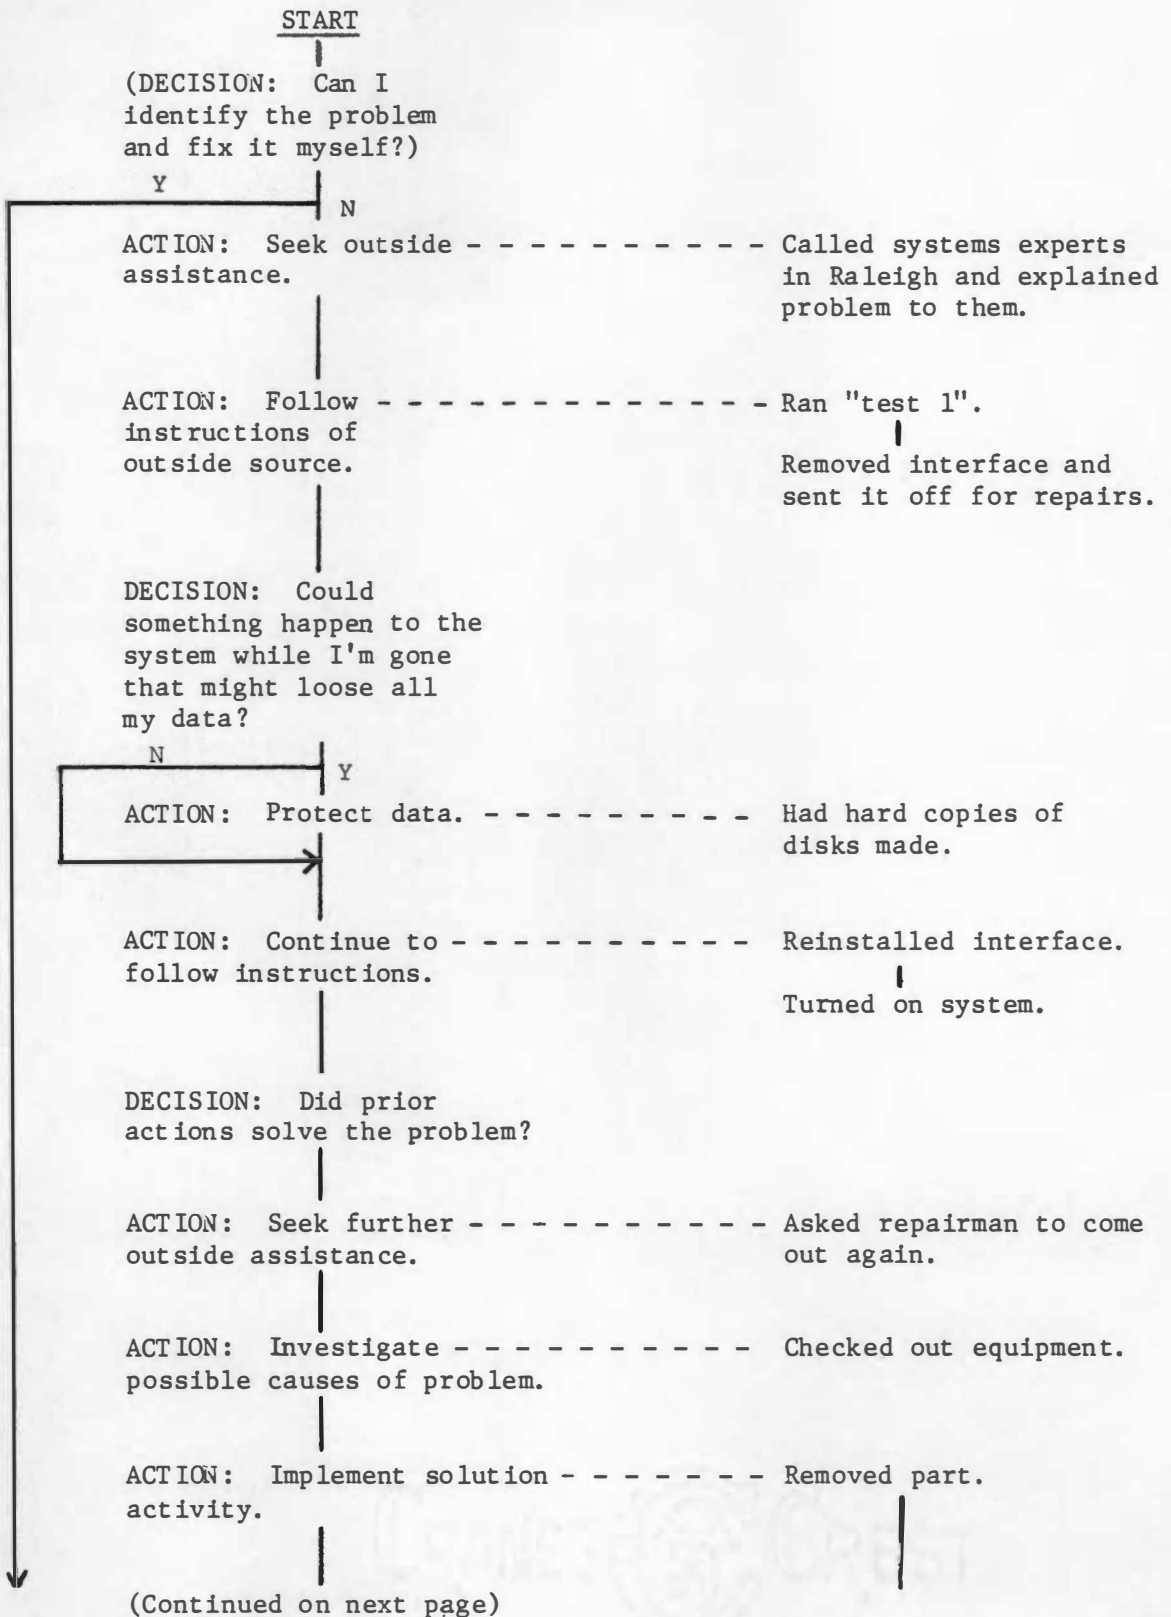 START
(DECISION: Can I
identify the problem
and fix it myself?)
Y
N
ACTION: Seek outside - - - - - - - - - - - Called systems experts
assistance. in Raleigh and explained
problem to them.
ACTION: Follow - - - - - - - - - - - - - - Ran "test 1".
instructions of
outside source. Removed interface and
sent it off for repairs.
DECISION: Could
something happen to the
system while I'm gone
that might loose all
my data?
N
Y
ACTION: Protect data. - - - - - - - - - Had hard copies of
disks made.
ACTION: Continue to - - - - - - - - - - Reinstalled interface.
follow instructions.
Turned on system.
DECISION: Did prior
actions solve the problem?
ACTION: Seek further - - - - - - - - - - - Asked repairman to come
outside assistance. out again.
ACTION: Investigate - - - - - - - - - - Checked out equipment.
possible causes of problem.
ACTION: Implement solution - - - - - - - Removed part.
activity.
(Continued on next page)